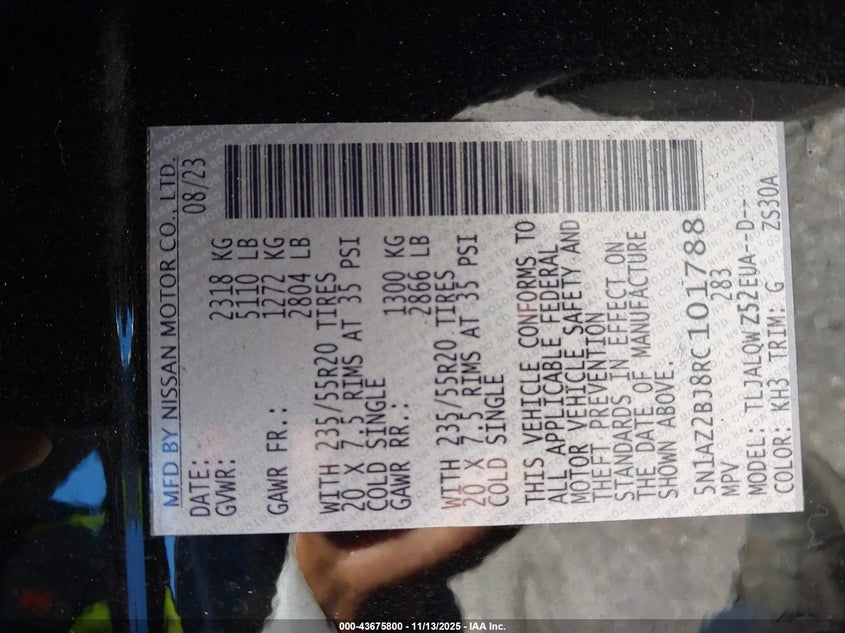 MFD BY NISSAN MOTOR CO., LTD.
DATE: 08/23
GVWR: 2318 KG
5110 LB
GAWR FR.: 1272 KG
2804 LB
WITH 235/55R20 TIRES
20 X 7.5 RIMS AT 35 PSI
COLD SINGLE
GAWR RR.: 1300 KG
2866 LB
WITH 235/55R20 TIRES
20 X 7.5 RIMS AT 35 PSI
COLD SINGLE
THIS VEHICLE CONFORMS TO
ALL APPLICABLE FEDERAL
MOTOR VEHICLE SAFETY AND
THEFT PREVENTION
STANDARDS IN EFFECT ON
THE DATE OF MANUFACTURE
SHOWN ABOVE.
5N1AZ2BJ8RC101788
MPV 283
MODEL: TLJALQWZ52EUA--D--
COLOR: KH3 TRIM: G ZS30A
000-43675800 - 11/13/2025 - IAA Inc.